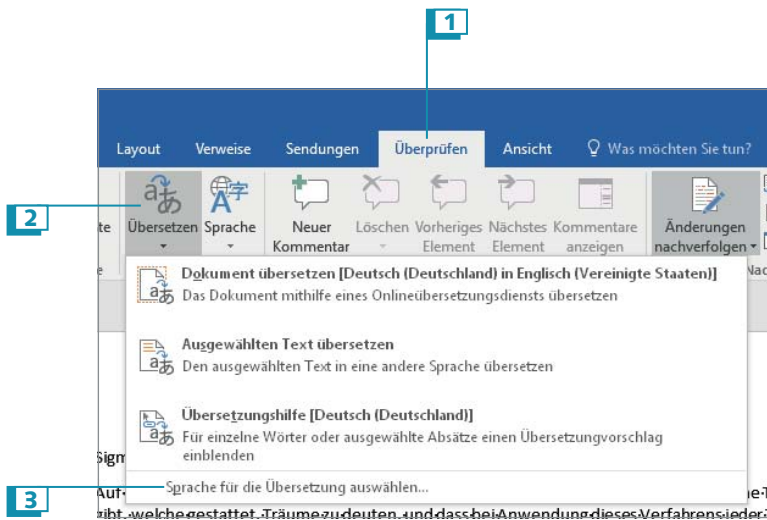 1
Layout Verweise Sendungen Überprüfen Ansicht Was möchten Sie tun?
2
te Übersetzen Sprache Neuer Löschen Vorheriges Nächstes Kommentare Änderungen
Kommentar Element Element anzeigen nachverfolgen
e Nac
Dokument übersetzen [Deutsch (Deutschland) in Englisch (Vereinigte Staaten)]
Das Dokument mithilfe eines Onlineübersetzungsdiensts übersetzen
Ausgewählten Text übersetzen
Den ausgewählten Text in eine andere Sprache übersetzen
Übersetzungshilfe [Deutsch (Deutschland)]
Für einzelne Wörter oder ausgewählte Absätze einen Übersetzungvorschlag
einblenden
Sigm
3
Sprache für die Übersetzung auswählen...
Auf· ne·T
gibt,·welche·gestattet,·Träume·zu·deuten,·und·dass·bei·Anwendung·dieses·Verfahrens·jeder·